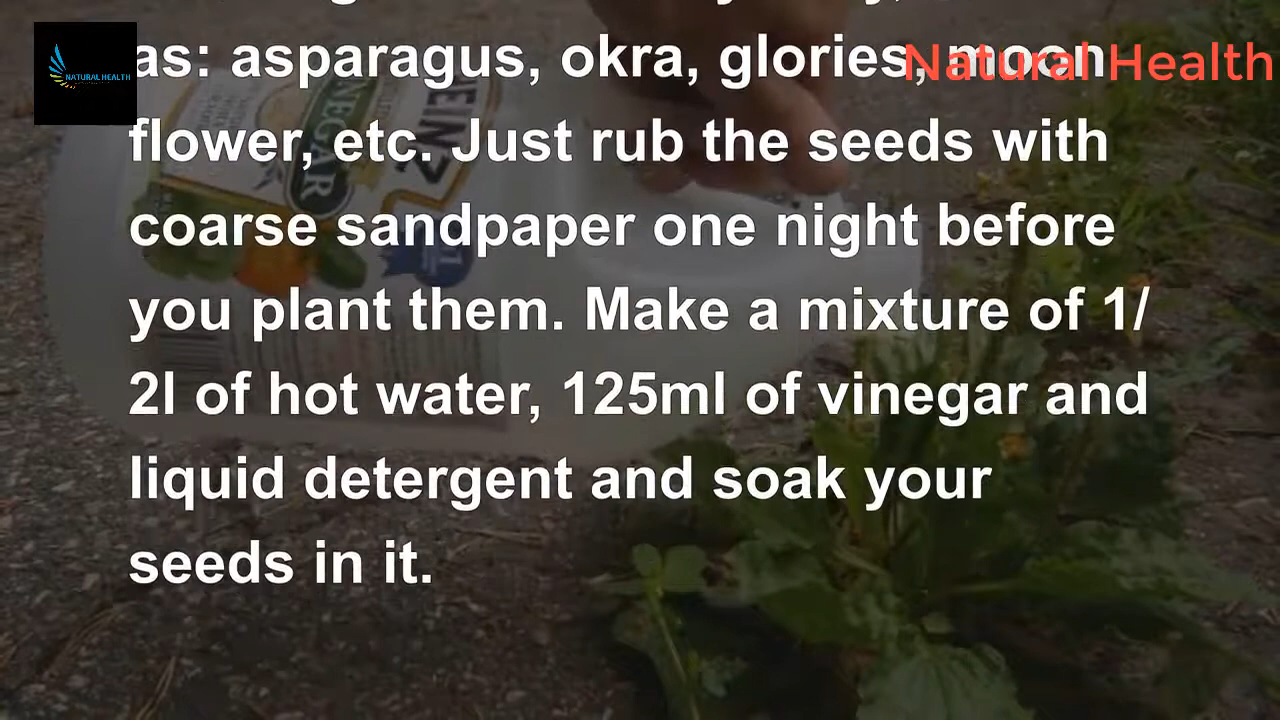 as: asparagus, okra, glories, moon
flower, etc. Just rub the seeds with
coarse sandpaper one night before
you plant them. Make a mixture of 1/
2l of hot water, 125ml of vinegar and
liquid detergent and soak your
seeds in it.
Natural Health
NATURAL HEALTH
HEINZ
VINEGAR